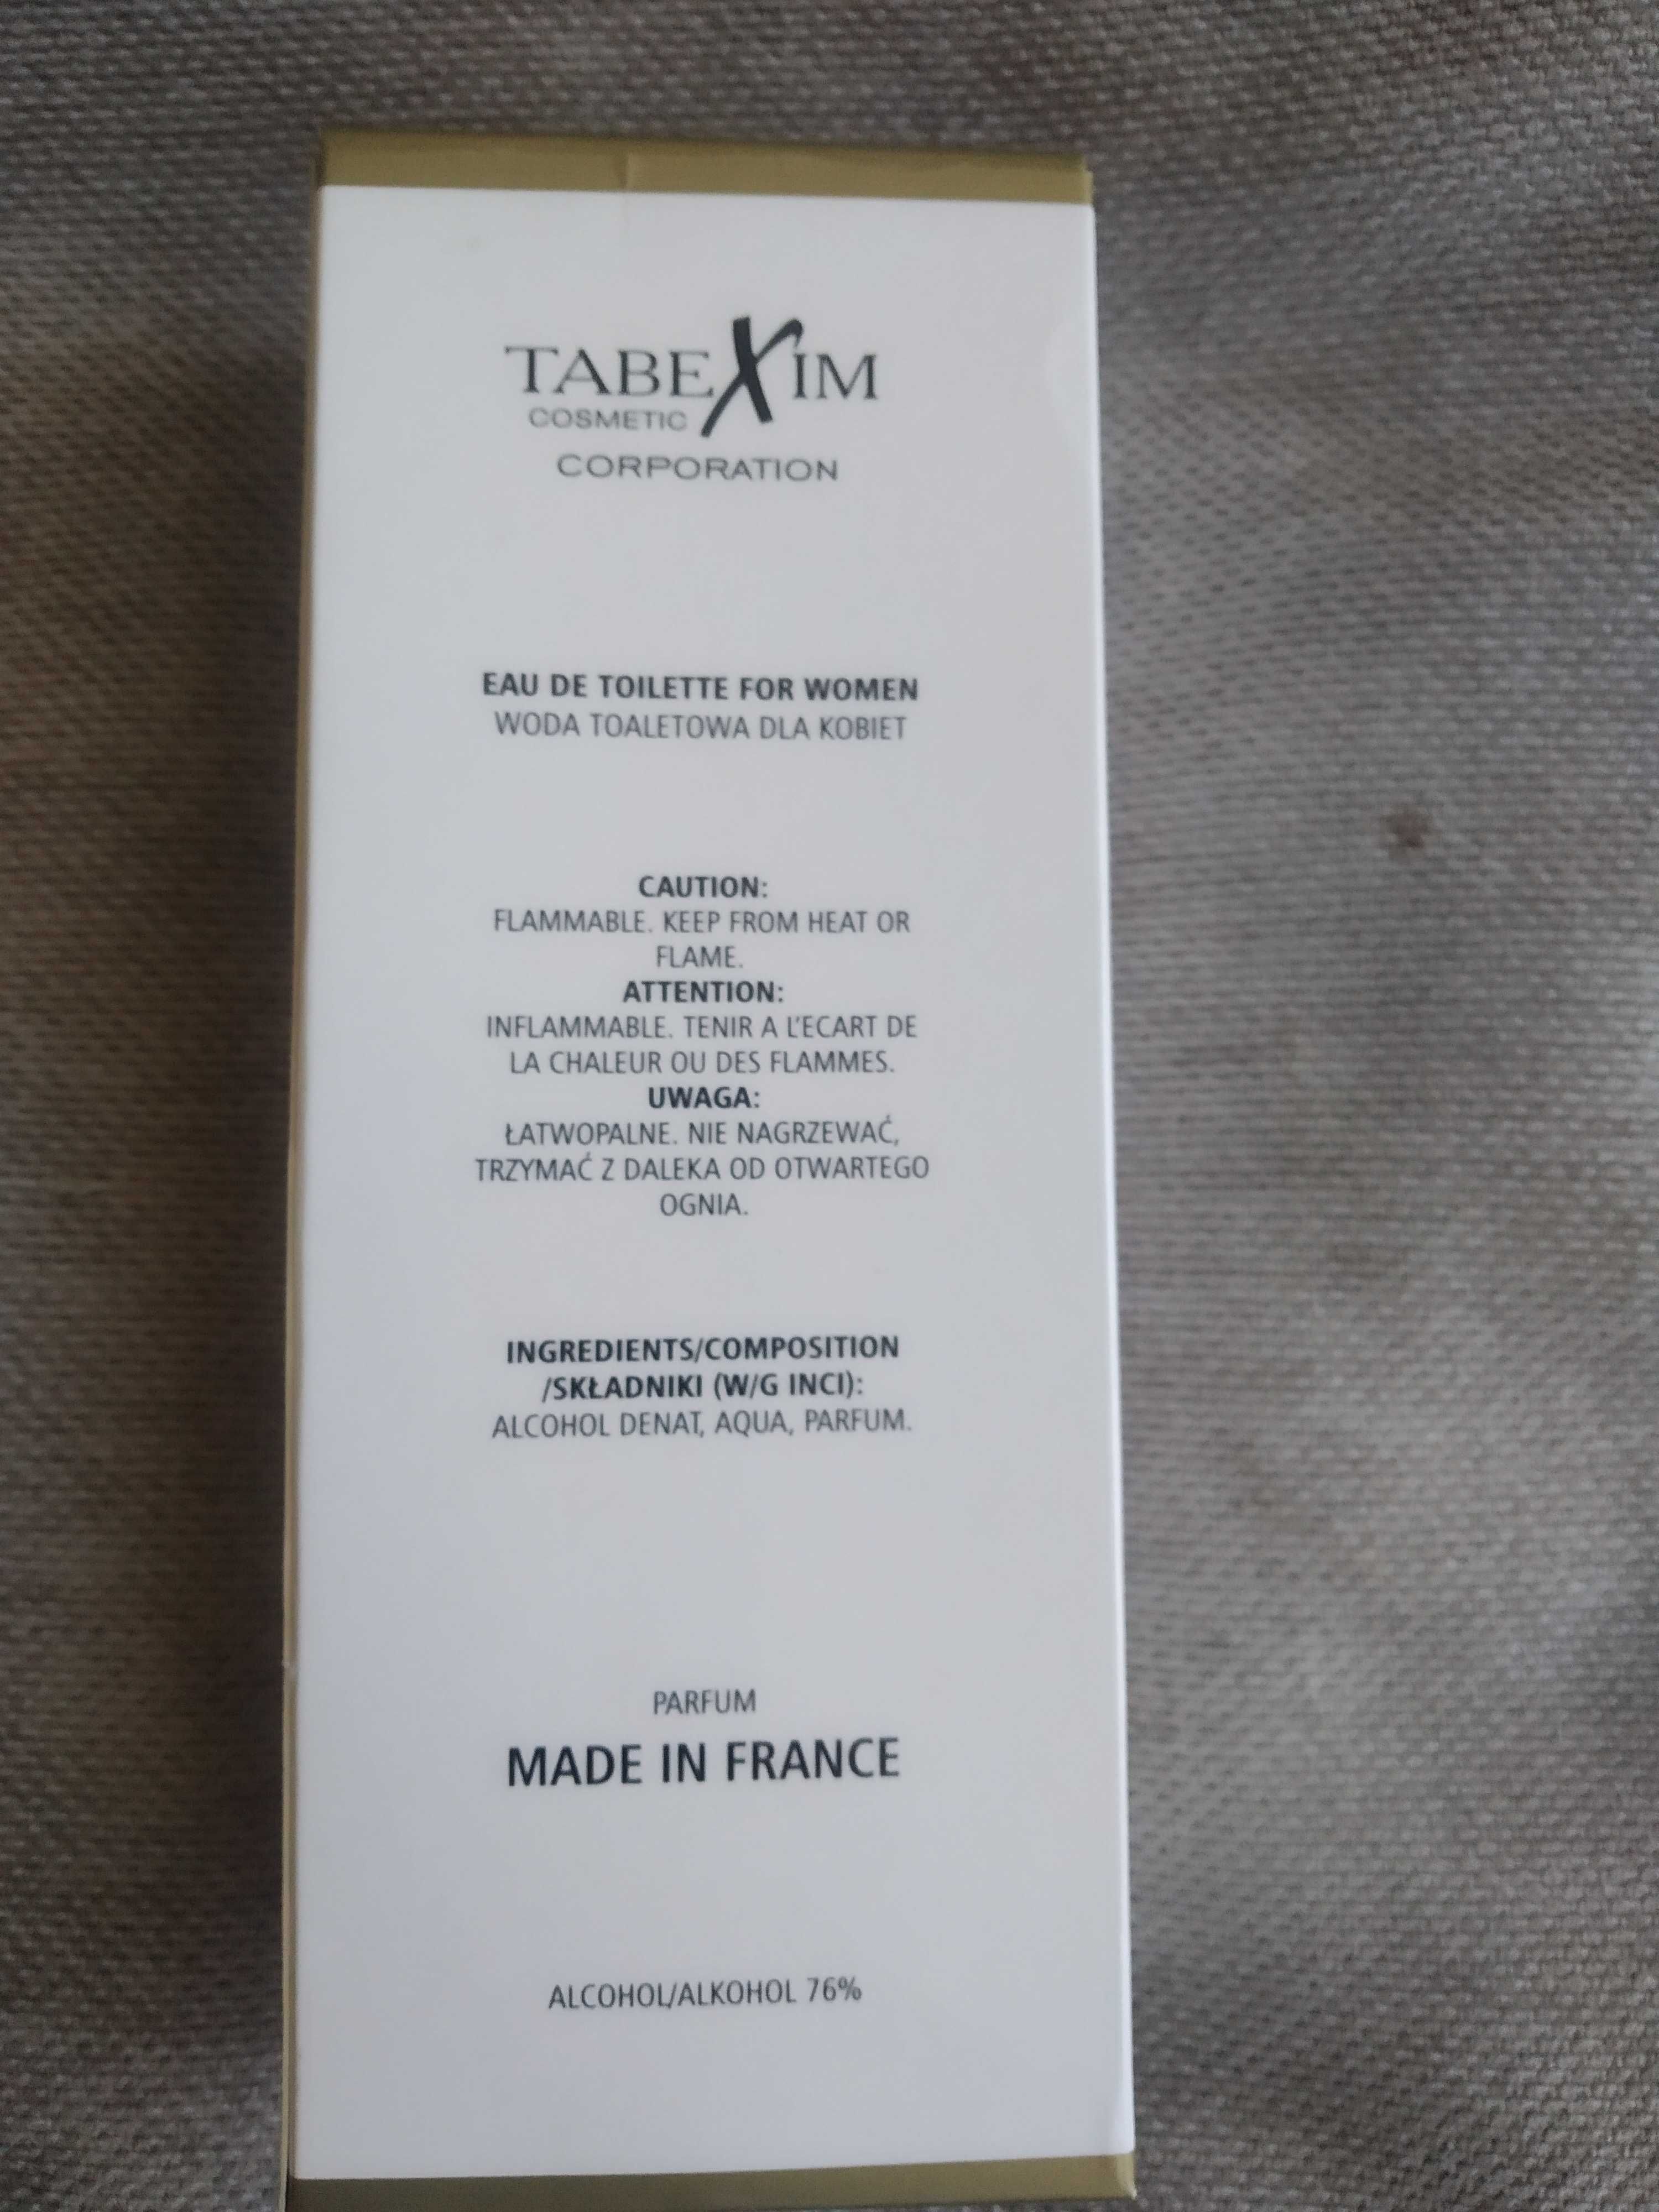 TABEXIM
COSMETIC
CORPORATION
EAU DE TOILETTE FOR WOMEN
WODA TOALETOWA DLA KOBIET
CAUTION:
FLAMMABLE. KEEP FROM HEAT OR
FLAME.
ATTENTION:
INFLAMMABLE. TENIR A L'ECART DE
LA CHALEUR OU DES FLAMMES.
UWAGA:
ŁATWOPALNE. NIE NAGRZEWAĆ,
TRZYMAĆ Z DALEKA OD OTWARTEGO
OGNIA.
INGREDIENTS/COMPOSITION
/SKŁADNIKI (W/G INCI):
ALCOHOL DENAT, AQUA, PARFUM.
PARFUM
MADE IN FRANCE
ALCOHOL/ALKOHOL 76%